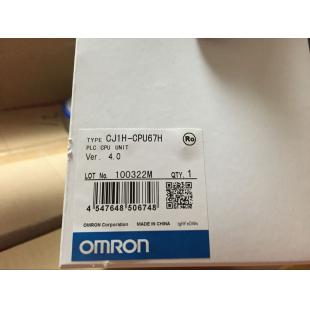 TYPE CJ1H-CPU67H
PLC CPU UNIT
Ver. 4.0
LOT No. 100322M QTY. 1
4 547648 506748
OMRON
OMRON Corporation MADE IN CHINA